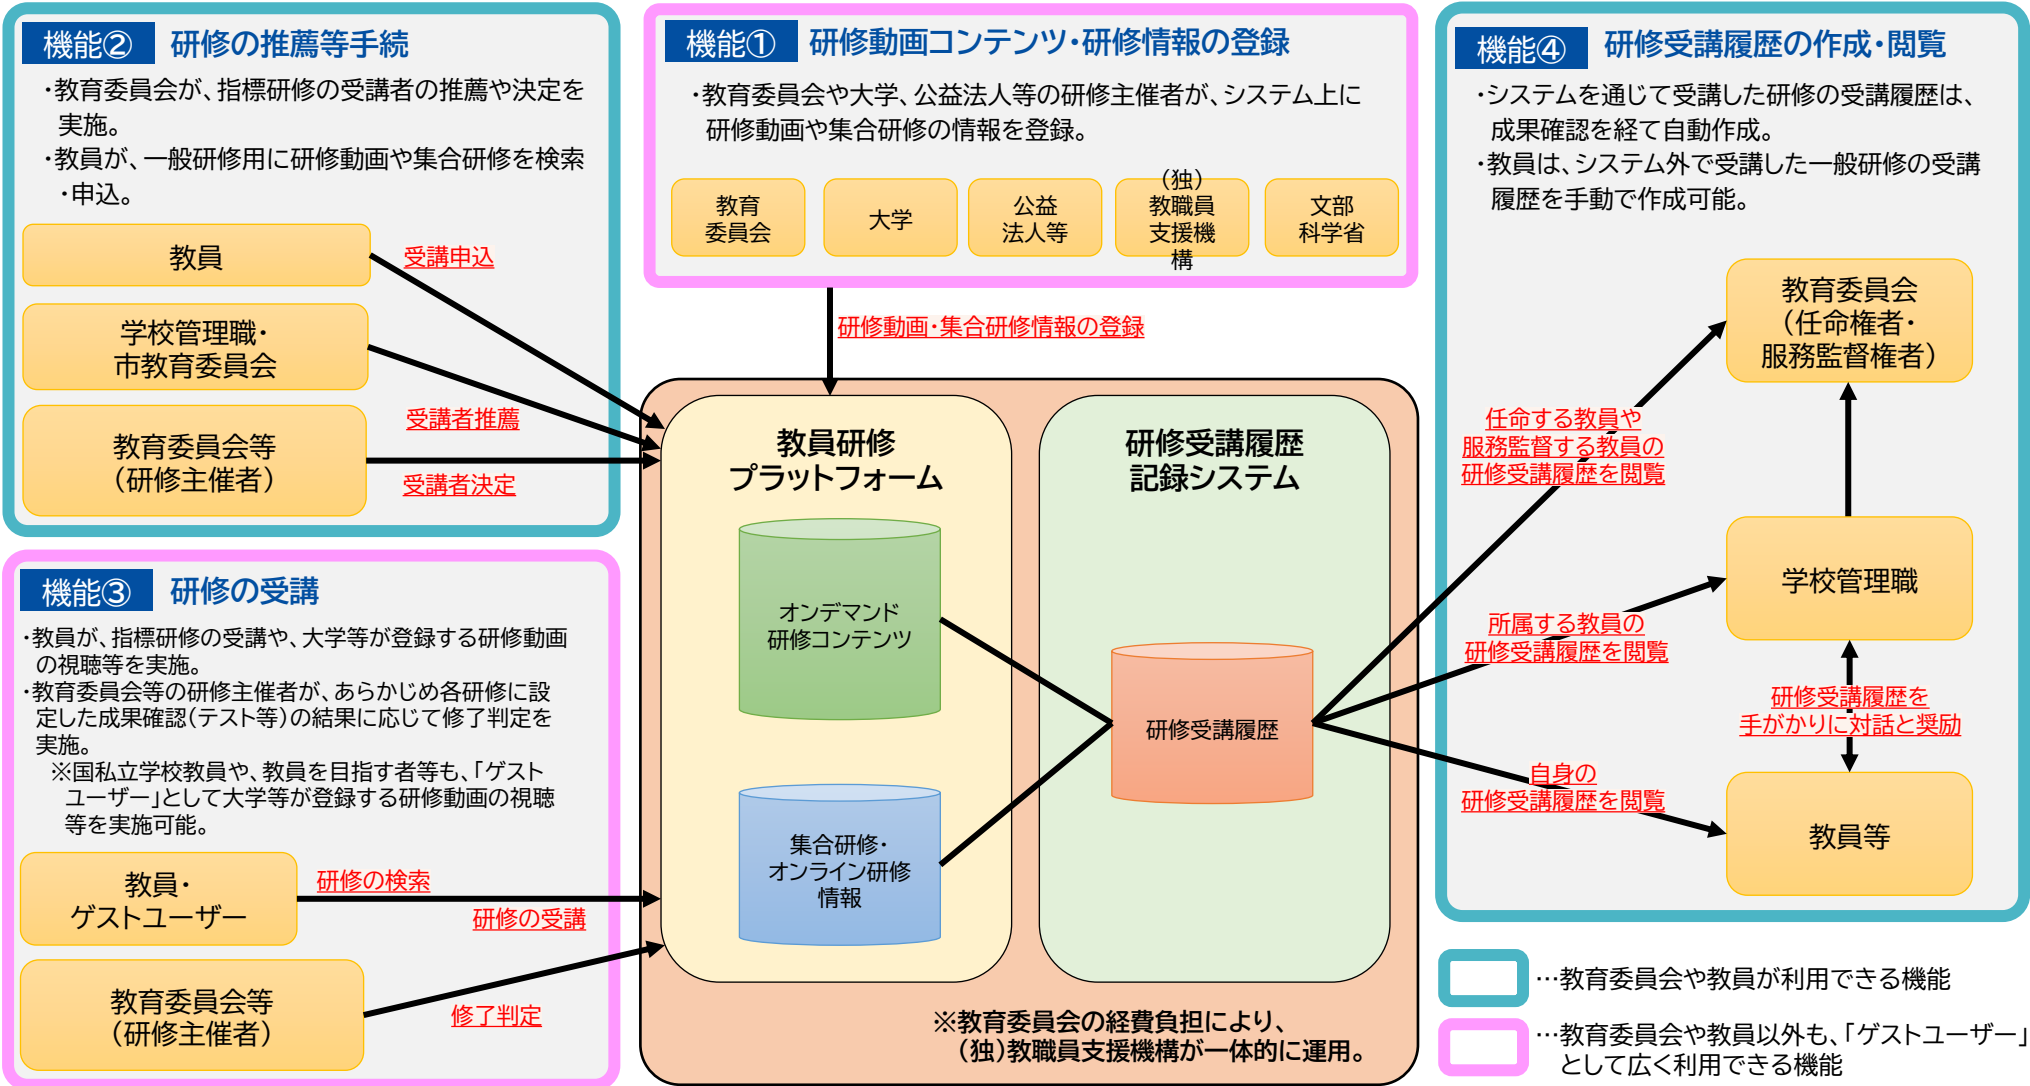 機能② 研修の推薦等手続
・教育委員会が、指標研修の受講者の推薦や決定を
実施。
・教員が、一般研修用に研修動画や集合研修を検索
・申込。
教員
受講申込
学校管理職・
市教育委員会
受講者推薦
教育委員会等
（研修主催者）
受講者決定
機能① 研修動画コンテンツ・研修情報の登録
・教育委員会や大学、公益法人等の研修主催者が、システム上に
研修動画や集合研修の情報を登録。
教育
委員会
大学
公益
法人等
（独）
教職員
支援機
構
文部
科学省
研修動画・集合研修情報の登録
機能③ 研修の受講
・教員が、指標研修の受講や、大学等が登録する研修動画
の視聴等を実施。
・教育委員会等の研修主催者が、あらかじめ各研修に設
定した成果確認（テスト等）の結果に応じて修了判定を
実施。
※国私立学校教員や、教員を目指す者等も、「ゲスト
ユーザー」として大学等が登録する研修動画の視聴
等を実施可能。
教員・
ゲストユーザー
研修の検索
研修の受講
教育委員会等
（研修主催者）
修了判定
教員研修
プラットフォーム
オンデマンド
研修コンテンツ
集合研修・
オンライン研修
情報
研修受講履歴
記録システム
研修受講履歴
※教育委員会の経費負担により、
（独）教職員支援機構が一体的に運用。
機能④ 研修受講履歴の作成・閲覧
・システムを通じて受講した研修の受講履歴は、
成果確認を経て自動作成。
・教員は、システム外で受講した一般研修の受講
履歴を手動で作成可能。
教育委員会
（任命権者・
服務監督権者）
任命する教員や
服務監督する教員の
研修受講履歴を閲覧
学校管理職
所属する教員の
研修受講履歴を閲覧
研修受講履歴を
手がかりに対話と奨励
自身の
研修受講履歴を閲覧
教員等
…教育委員会や教員が利用できる機能
…教育委員会や教員以外も、「ゲストユーザー」
として広く利用できる機能